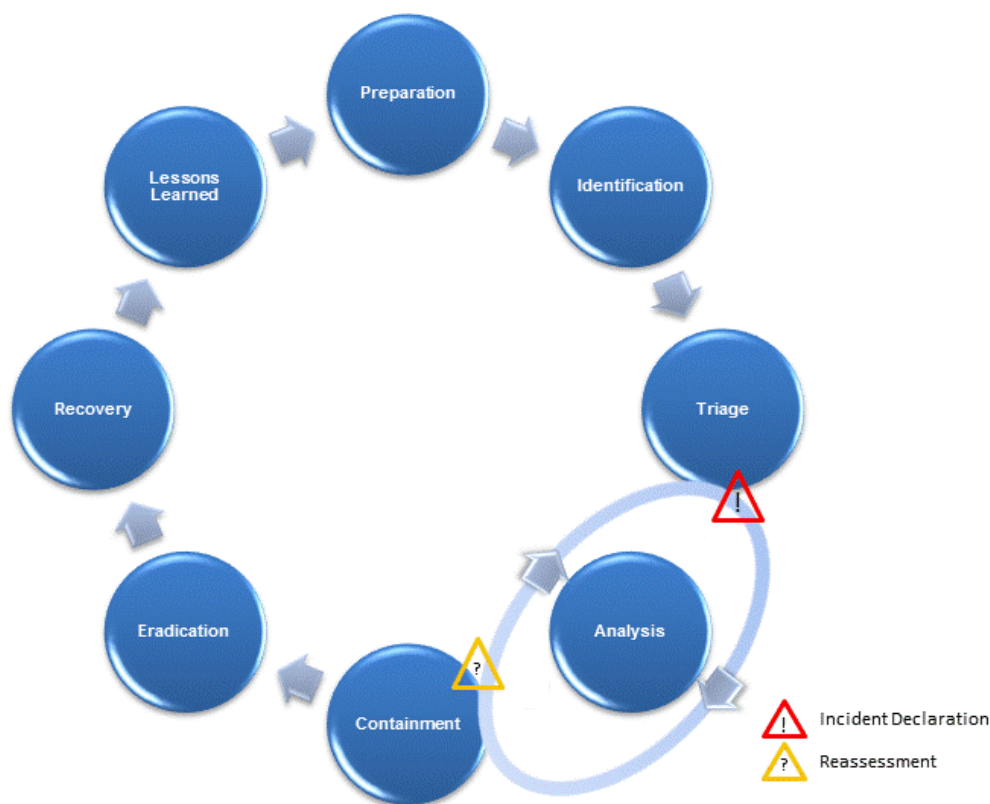 Preparation
Identification
Triage
!
Analysis
?
Containment
Eradication
Recovery
Lessons
Learned
! Incident Declaration
? Reassessment